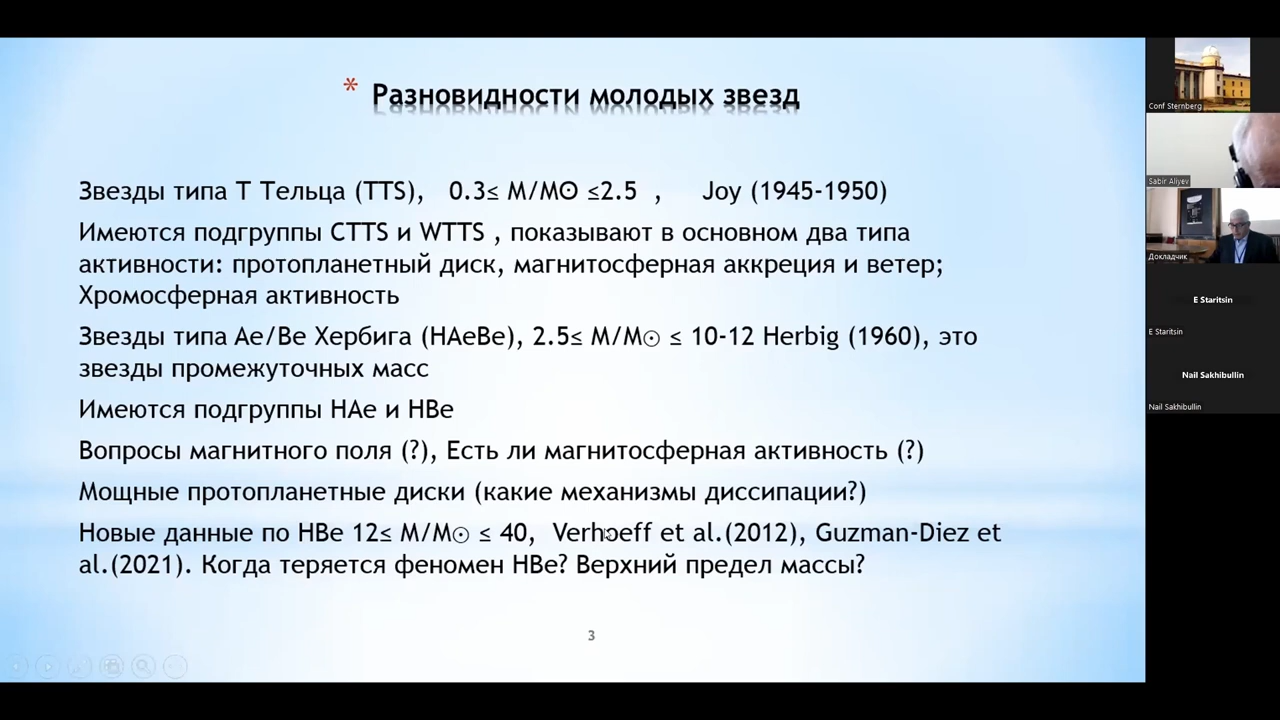 * Разновидности молодых звезд
Звезды типа Т Тельца (TTS), 0.3≤ M/M⊙ ≤2.5 , Joy (1945-1950)
Имеются подгруппы CTTS и WTTS , показывают в основном два типа
активности: протопланетный диск, магнитосферная аккреция и ветер;
Хромосферная активность
Звезды типа Ae/Be Хербига (HAeBe), 2.5≤ M/M⊙ ≤ 10-12 Herbig (1960), это
звезды промежуточных масс
Имеются подгруппы HAe и HBe
Вопросы магнитного поля (?), Есть ли магнитосферная активность (?)
Мощные протопланетные диски (какие механизмы диссипации?)
Новые данные по HBe 12≤ M/M⊙ ≤ 40, Verhoeff et al.(2012), Guzman-Diez et
al.(2021). Когда теряется феномен HBe? Верхний предел массы?
3
Conf Sternberg
Sabir Aliyev
Докладчик
E Staritsin
E Staritsin
Nail Sakhibullin
Nail Sakhibullin